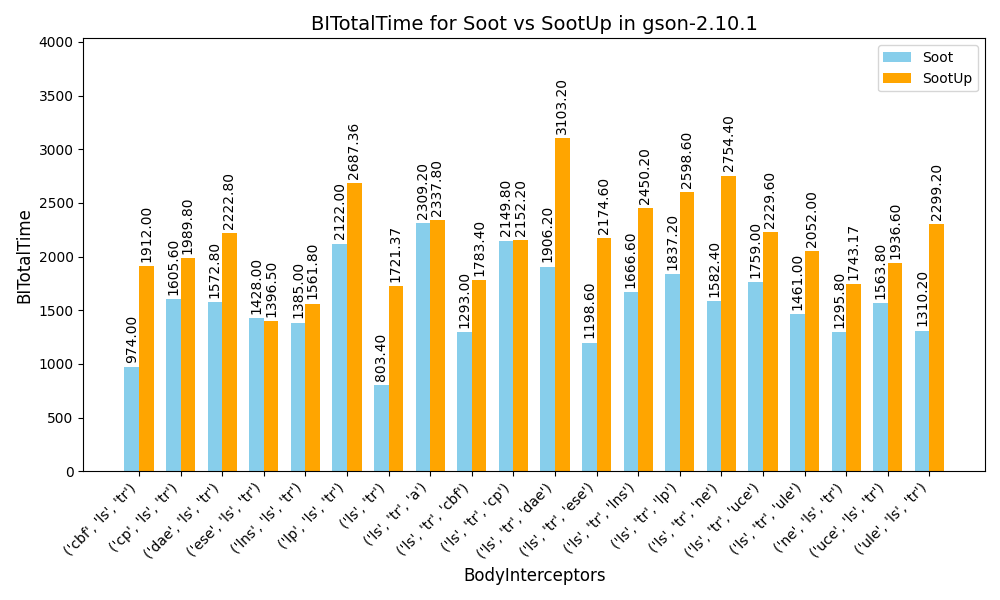 BITotalTime for Soot vs SootUp in gson-2.10.1
Soot
SootUp
BITotalTime
4000
3500
3000
2500
2000
1500
1000
500
0
974.00
1912.00
1605.60
1989.80
1572.80
2222.80
1428.00
1396.50
1385.00
1561.80
2122.00
2687.36
803.40
1721.37
2309.20
2337.80
1293.00
1783.40
2149.80
2152.20
1906.20
3103.20
1198.60
2174.60
1666.60
2450.20
1837.20
2598.60
1582.40
2754.40
1759.00
2229.60
1461.00
2052.00
1295.80
1743.17
1563.80
1936.60
1310.20
2299.20
('cbf', 'ls', 'tr')
('cp', 'ls', 'tr')
('dae', 'ls', 'tr')
('ese', 'ls', 'tr')
('lns', 'ls', 'tr')
('lp', 'ls', 'tr')
('ls', 'tr')
('ls', 'tr', 'a')
('ls', 'tr', 'cbf')
('ls', 'tr', 'cp')
('ls', 'tr', 'dae')
('ls', 'tr', 'ese')
('ls', 'tr', 'lns')
('ls', 'tr', 'lp')
('ls', 'tr', 'ne')
('ls', 'tr', 'uce')
('ls', 'tr', 'ule')
('ne', 'ls', 'tr')
('uce', 'ls', 'tr')
('ule', 'ls', 'tr')
BodyInterceptors